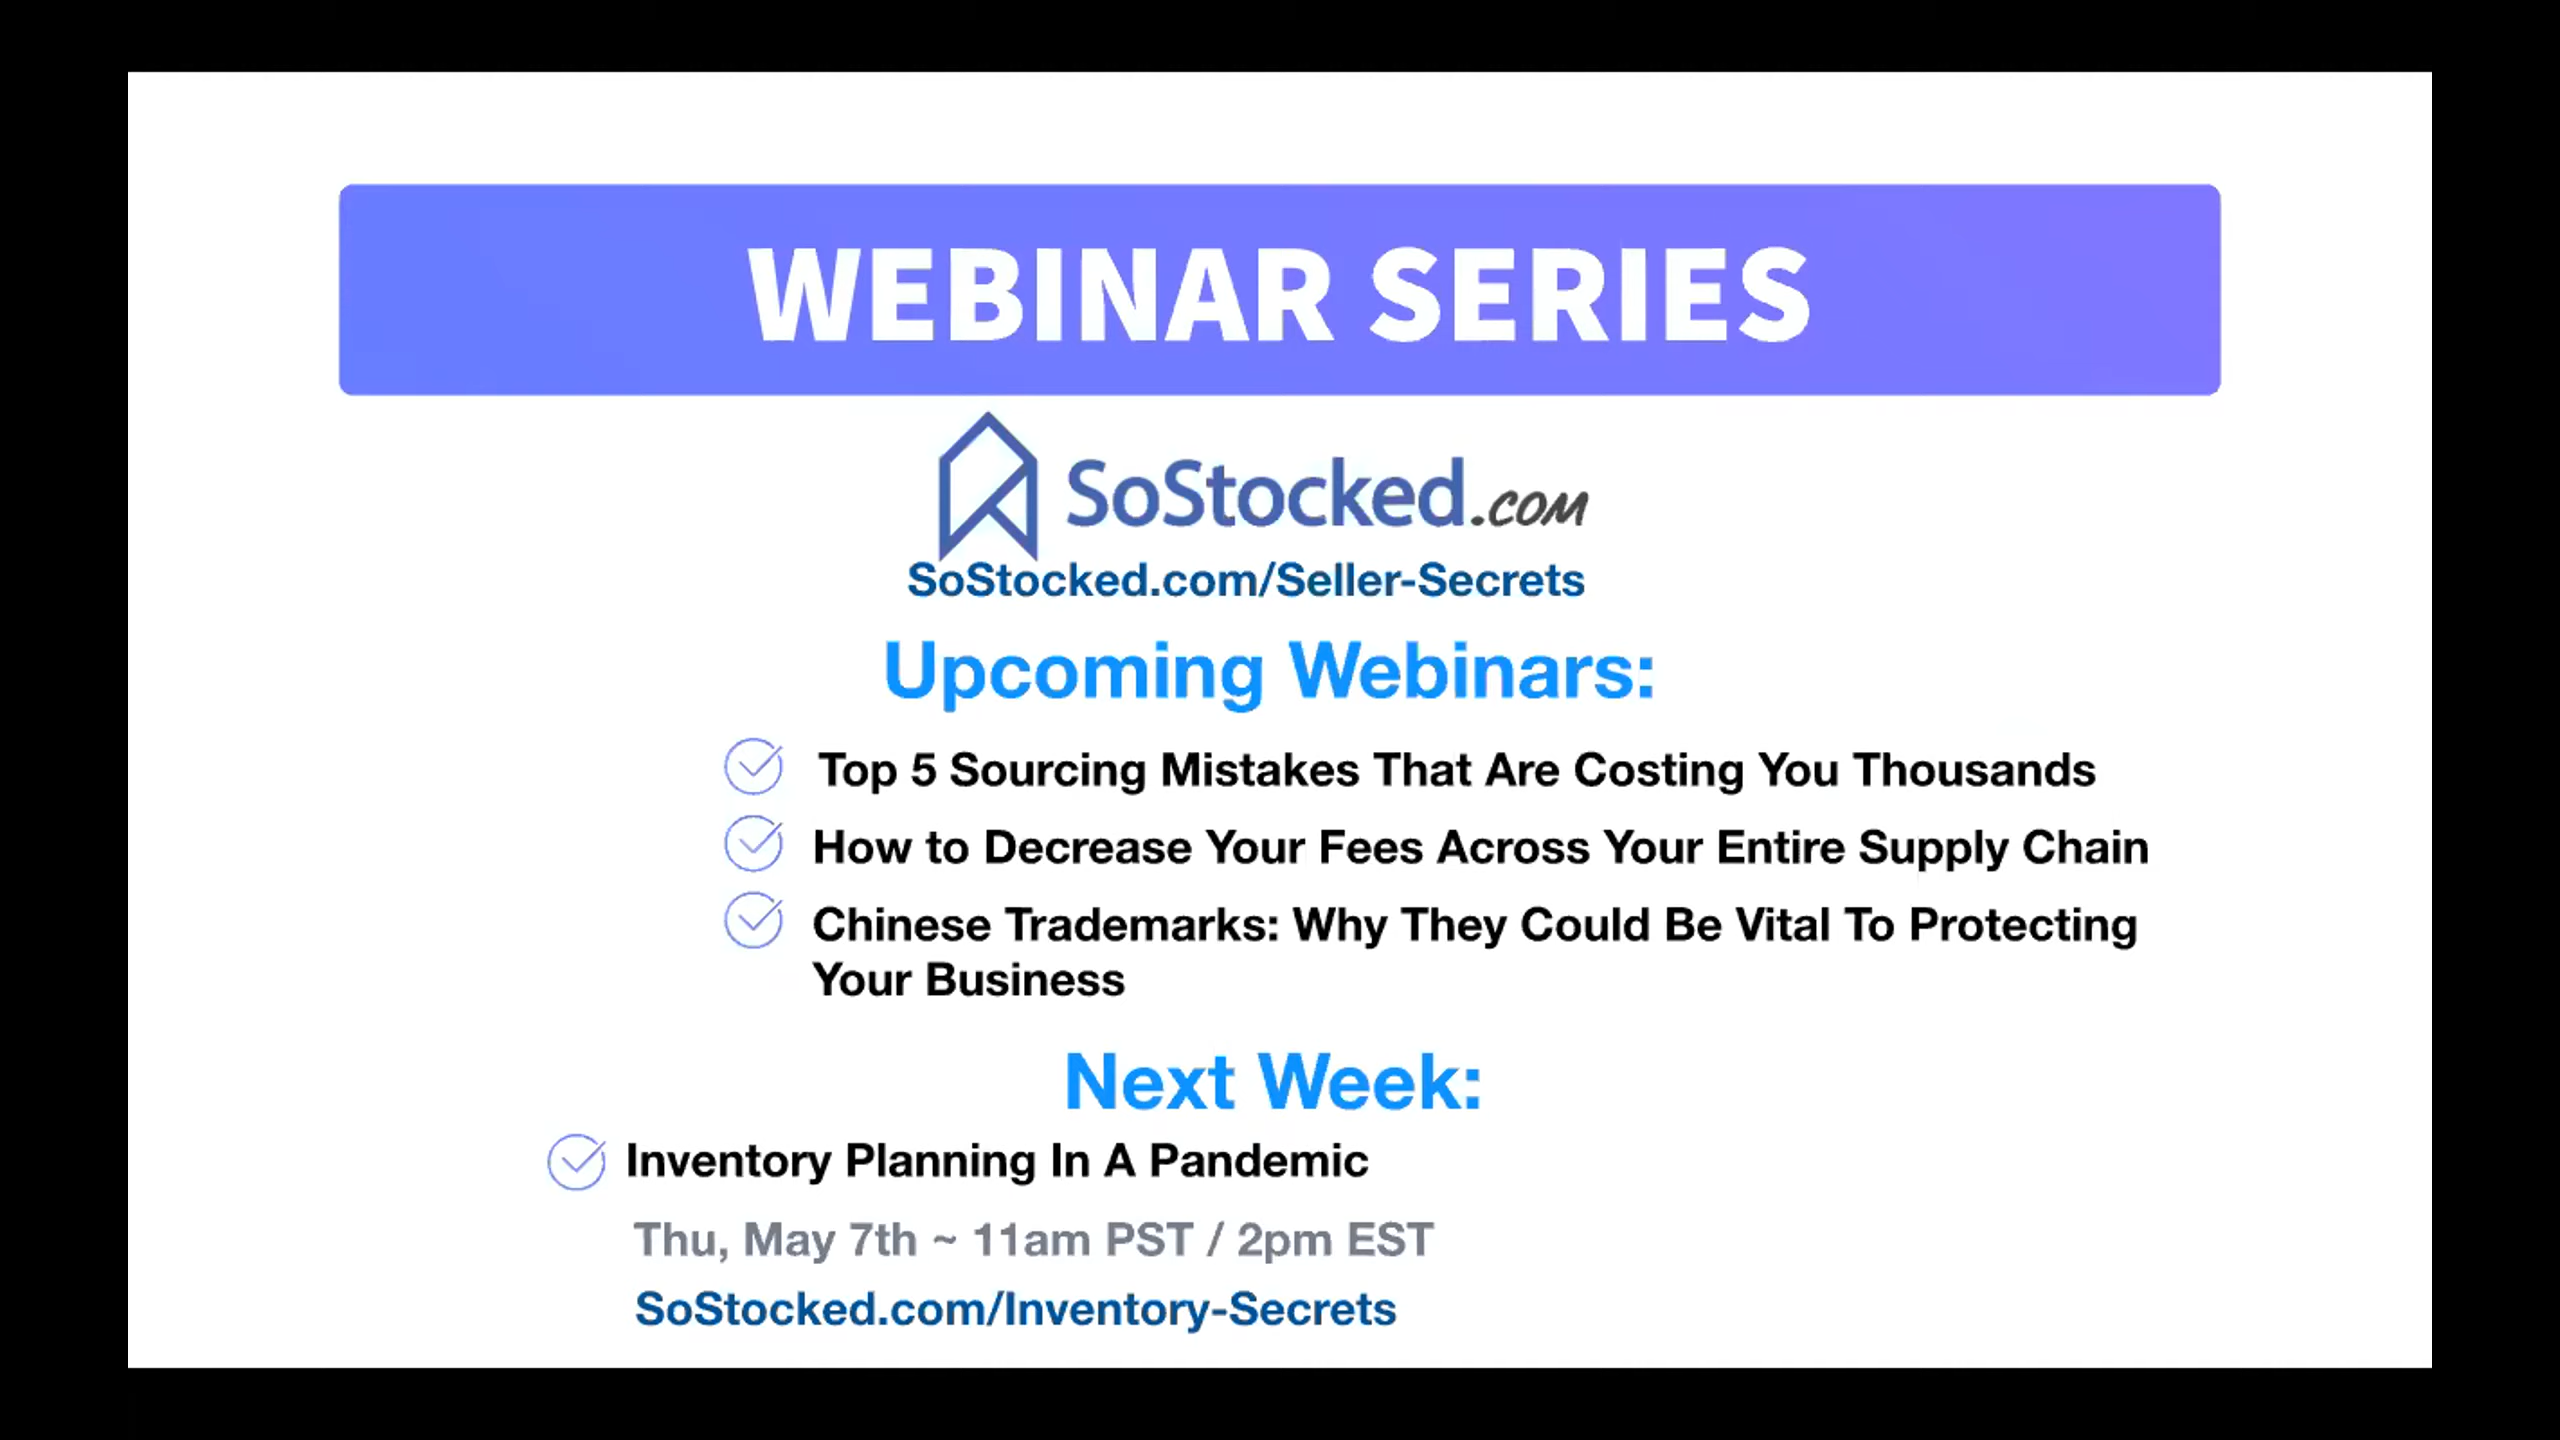 WEBINAR SERIES
SoStocked.com
SoStocked.com/Seller-Secrets
Upcoming Webinars:
Top 5 Sourcing Mistakes That Are Costing You Thousands
How to Decrease Your Fees Across Your Entire Supply Chain
Chinese Trademarks: Why They Could Be Vital To Protecting
Your Business
Next Week:
Inventory Planning In A Pandemic
Thu, May 7th ~ 11am PST / 2pm EST
SoStocked.com/Inventory-Secrets